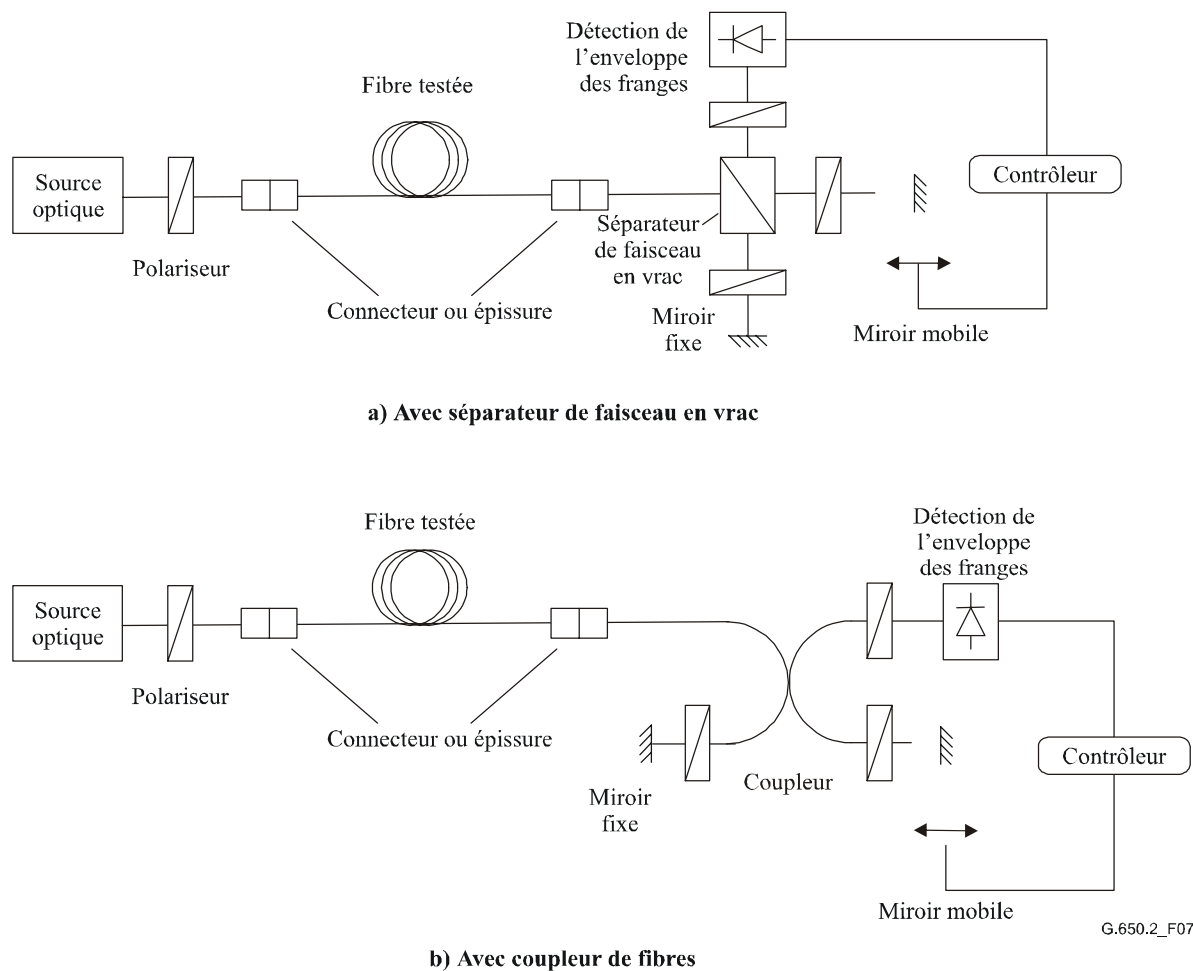 Détection de
l'enveloppe
des franges
Fibre testée
Source
optique
Contrôleur
Séparateur
de faisceau
en vrac
Polariseur
Connecteur ou épissure
Miroir
fixe
Miroir mobile
a) Avec séparateur de faisceau en vrac
Détection de
l'enveloppe
des franges
Fibre testée
Source
optique
Polariseur
Connecteur ou épissure
Contrôleur
Coupleur
Miroir
fixe
Miroir mobile
G.650.2_F07
b) Avec coupleur de fibres